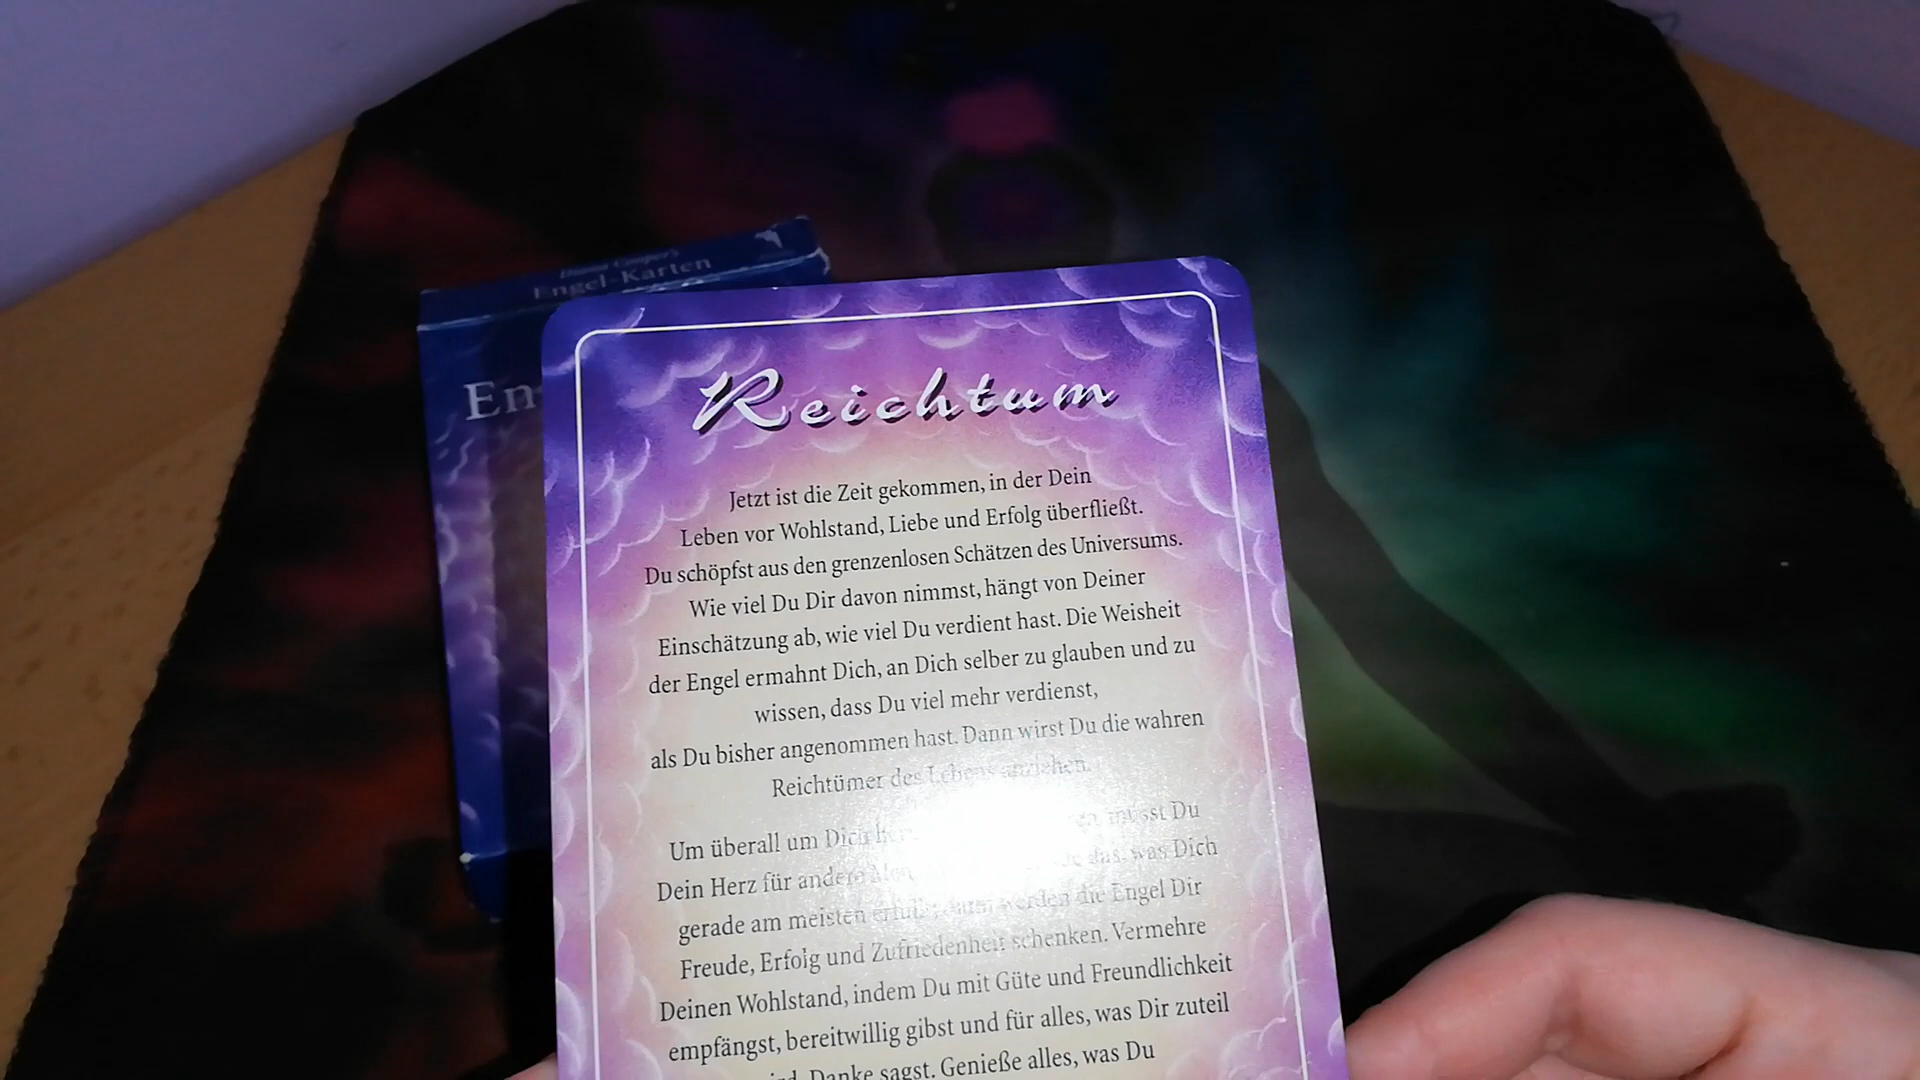 Diana Cooper's
Engel-Karten
En
Reichtum
Jetzt ist die Zeit gekommen, in der Dein
Leben vor Wohlstand, Liebe und Erfolg überfließt.
Du schöpfst aus den grenzenlosen Schätzen des Universums.
Wie viel Du Dir davon nimmst, hängt von Deiner
Einschätzung ab, wie viel Du verdient hast. Die Weisheit
der Engel ermahnt Dich, an Dich selber zu glauben und zu
wissen, dass Du viel mehr verdienst,
als Du bisher angenommen hast. Dann wirst Du die wahren
Reichtümer des Lebens anziehen.
Um überall um Dich musst Du
Dein Herz für andere das, was Dich
gerade am meisten werden die Engel Dir
Freude, Erfolg und Zufriedenheit schenken. Vermehre
Deinen Wohlstand, indem Du mit Güte und Freundlichkeit
empfängst, bereitwillig gibst und für alles, was Dir zuteil
Danke sagst. Genieße alles, was Du